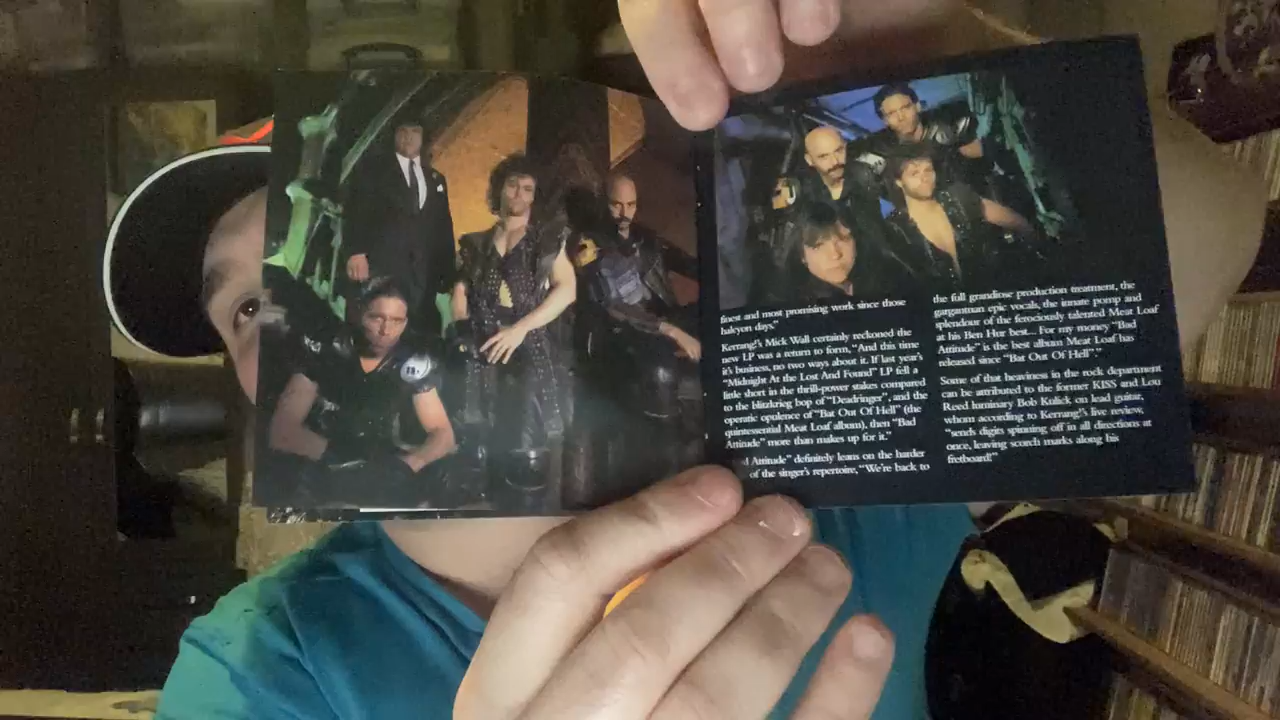 finest and most promising work since those
halcyon days."
Kerrang!'s Mick Wall certainly reckoned the
new LP was a return to form, "And this time
it's business, no two ways about it. If last year's
"Midnight At the Lost And Found" LP fell a
little short in the thrill-power stakes compared
to the blitzkrieg bop of "Deadringer", and the
operatic opulence of "Bat Out Of Hell" (the
quintessential Meat Loaf album), then "Bad
Attitude" more than makes up for it."
d Attitude" definitely leans on the harder
of the singer's repertoire, "We're back to
the full grandiose production treatment, the
gargantuan epic vocals, the innate pomp and
splendour of the ferociously talented Meat Loaf
at his Ben Hur best... For my money "Bad
Attitude" is the best album Meat Loaf has
released since "Bat Out Of Hell"."
Some of that heaviness in the rock department
can be attributed to the former KISS and Lou
Reed luminary Bob Kulick on lead guitar,
whom according to Kerrang!'s live review,
"sends digits spinning off in all directions at
once, leaving scorch marks along his
fretboard!"